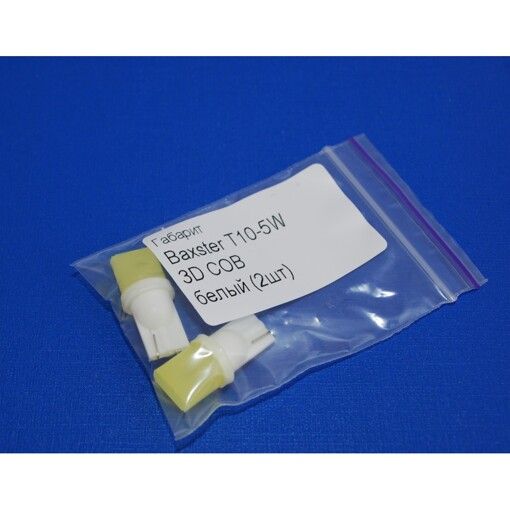 Габарит
Baxster T10-5W
3D COB
белый (2шт)